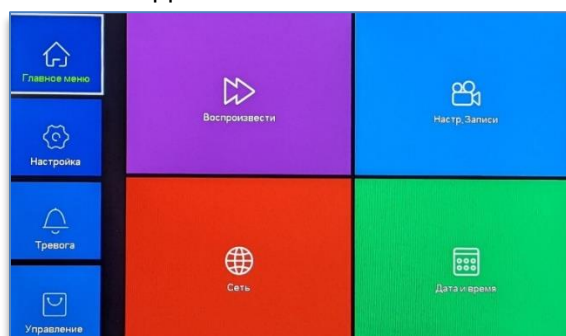 Главное меню
Настройка
Тревога
Управление
Воспроизвести
Настр,Записи
Сеть
Дата и время